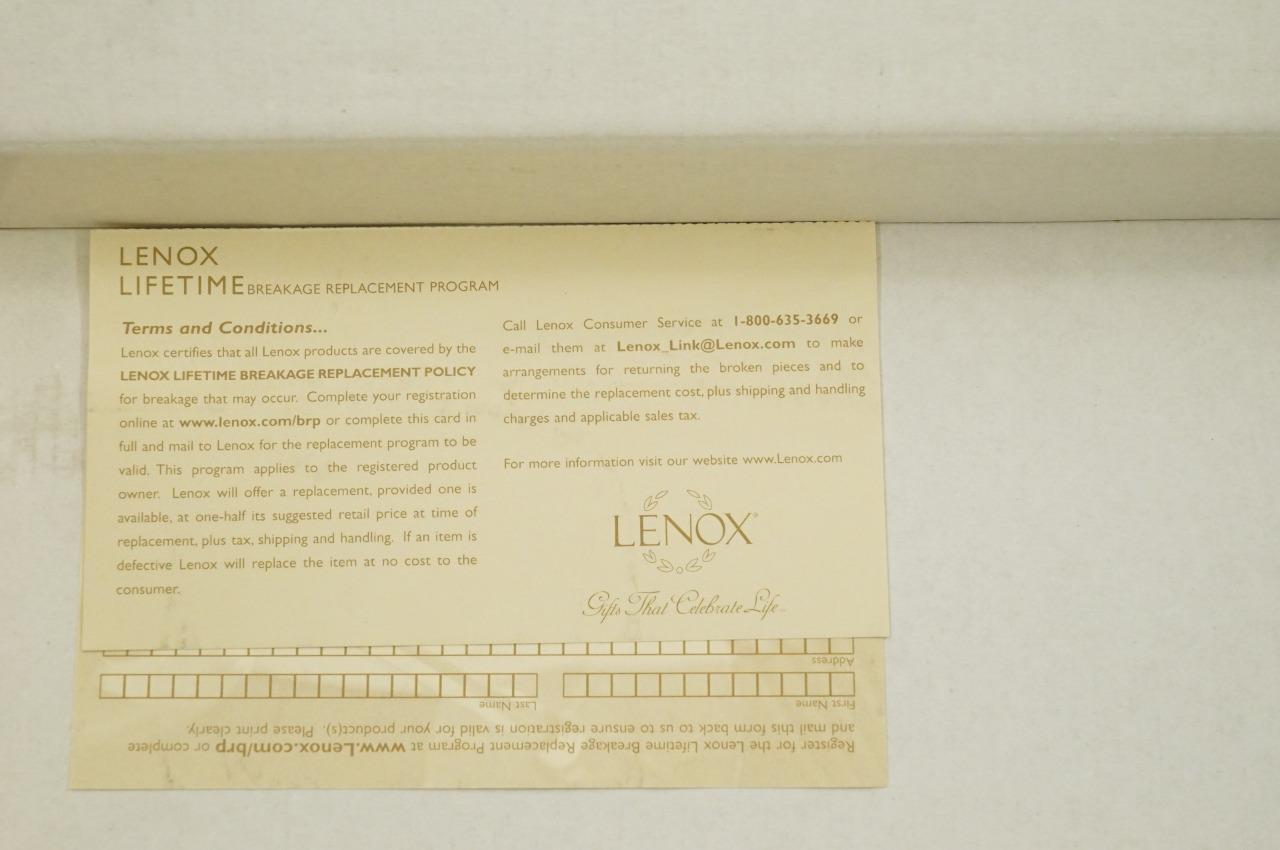 LENOX
LIFETIME BREAKAGE REPLACEMENT PROGRAM
Terms and Conditions...
Lenox certifies that all Lenox products are covered by the
LENOX LIFETIME BREAKAGE REPLACEMENT POLICY
for breakage that may occur. Complete your registration
online at www.lenox.com/brp or complete this card in
full and mail to Lenox for the replacement program to be
valid. This program applies to the registered product
owner. Lenox will offer a replacement, provided one is
available, at one-half its suggested retail price at time of
replacement, plus tax, shipping and handling. If an item is
defective Lenox will replace the item at no cost to the
consumer.
Call Lenox Consumer Service at 1-800-635-3669 or
e-mail them at Lenox_Link@Lenox.com to make
arrangements for returning the broken pieces and to
determine the replacement cost, plus shipping and handling
charges and applicable sales tax.
For more information visit our website www.Lenox.com
LENOX®
Gifts That Celebrate Life
Register for the Lenox Lifetime Breakage Replacement Program at www.Lenox.com/brp or complete
and mail this form back to us to ensure registration is valid for your product(s). Please print clearly.
First Name Last Name
Address